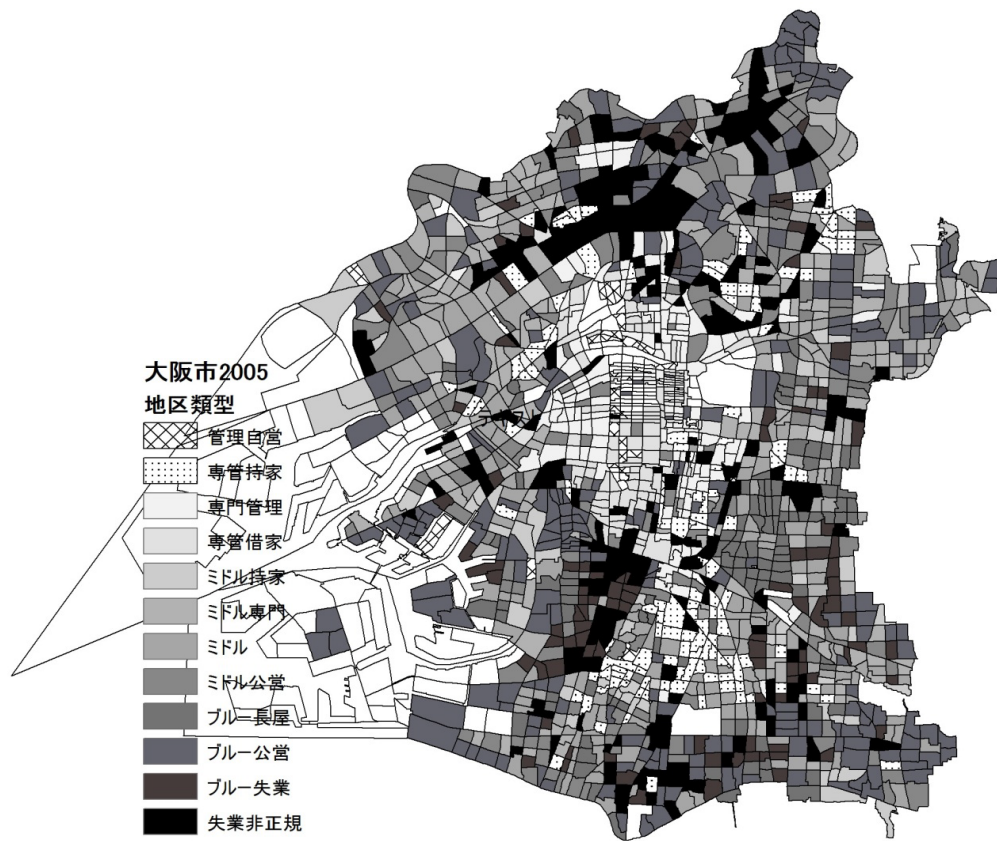 大阪市2005
地区類型
管理自営
専管持家
専門管理
専管借家
ミドル持家
ミドル専門
ミドル
ミドル公営
ブルー長屋
ブルー公営
ブルー失業
失業非正規